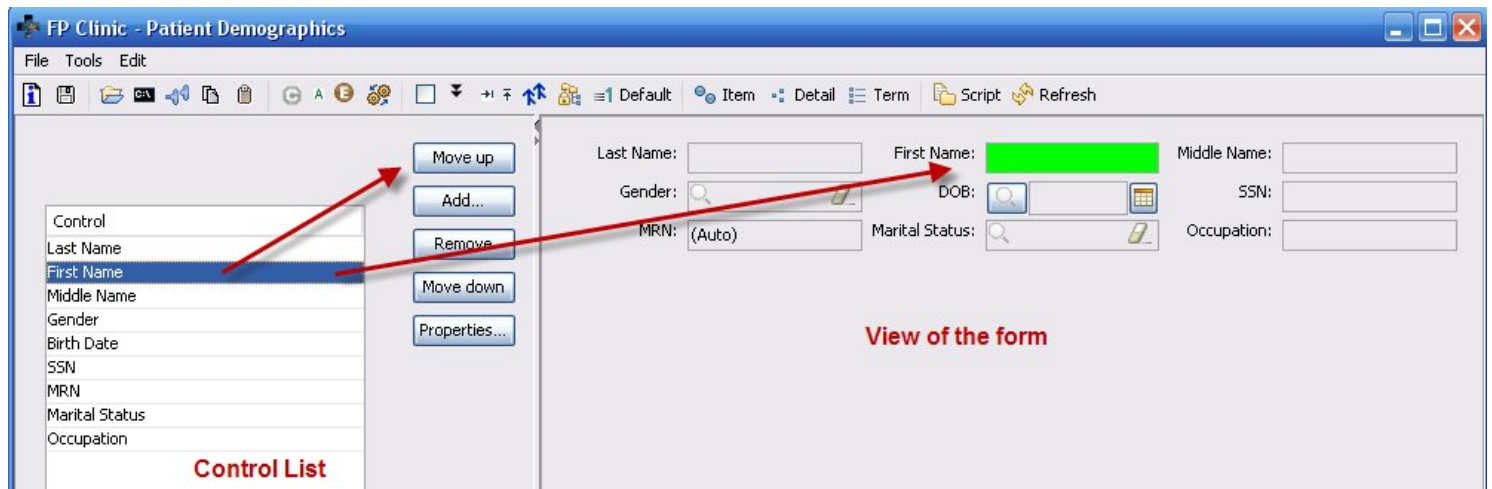 FP Clinic - Patient Demographics
File Tools Edit
C:\ C A E 1 Default Item Detail Term Script Refresh
Control
Last Name
First Name
Middle Name
Gender
Birth Date
SSN
MRN
Marital Status
Occupation
Control List
Move up
Add...
Remove
Move down
Properties...
Last Name: First Name: Middle Name:
Gender: DOB: SSN:
MRN: (Auto) Marital Status: Occupation:
View of the form